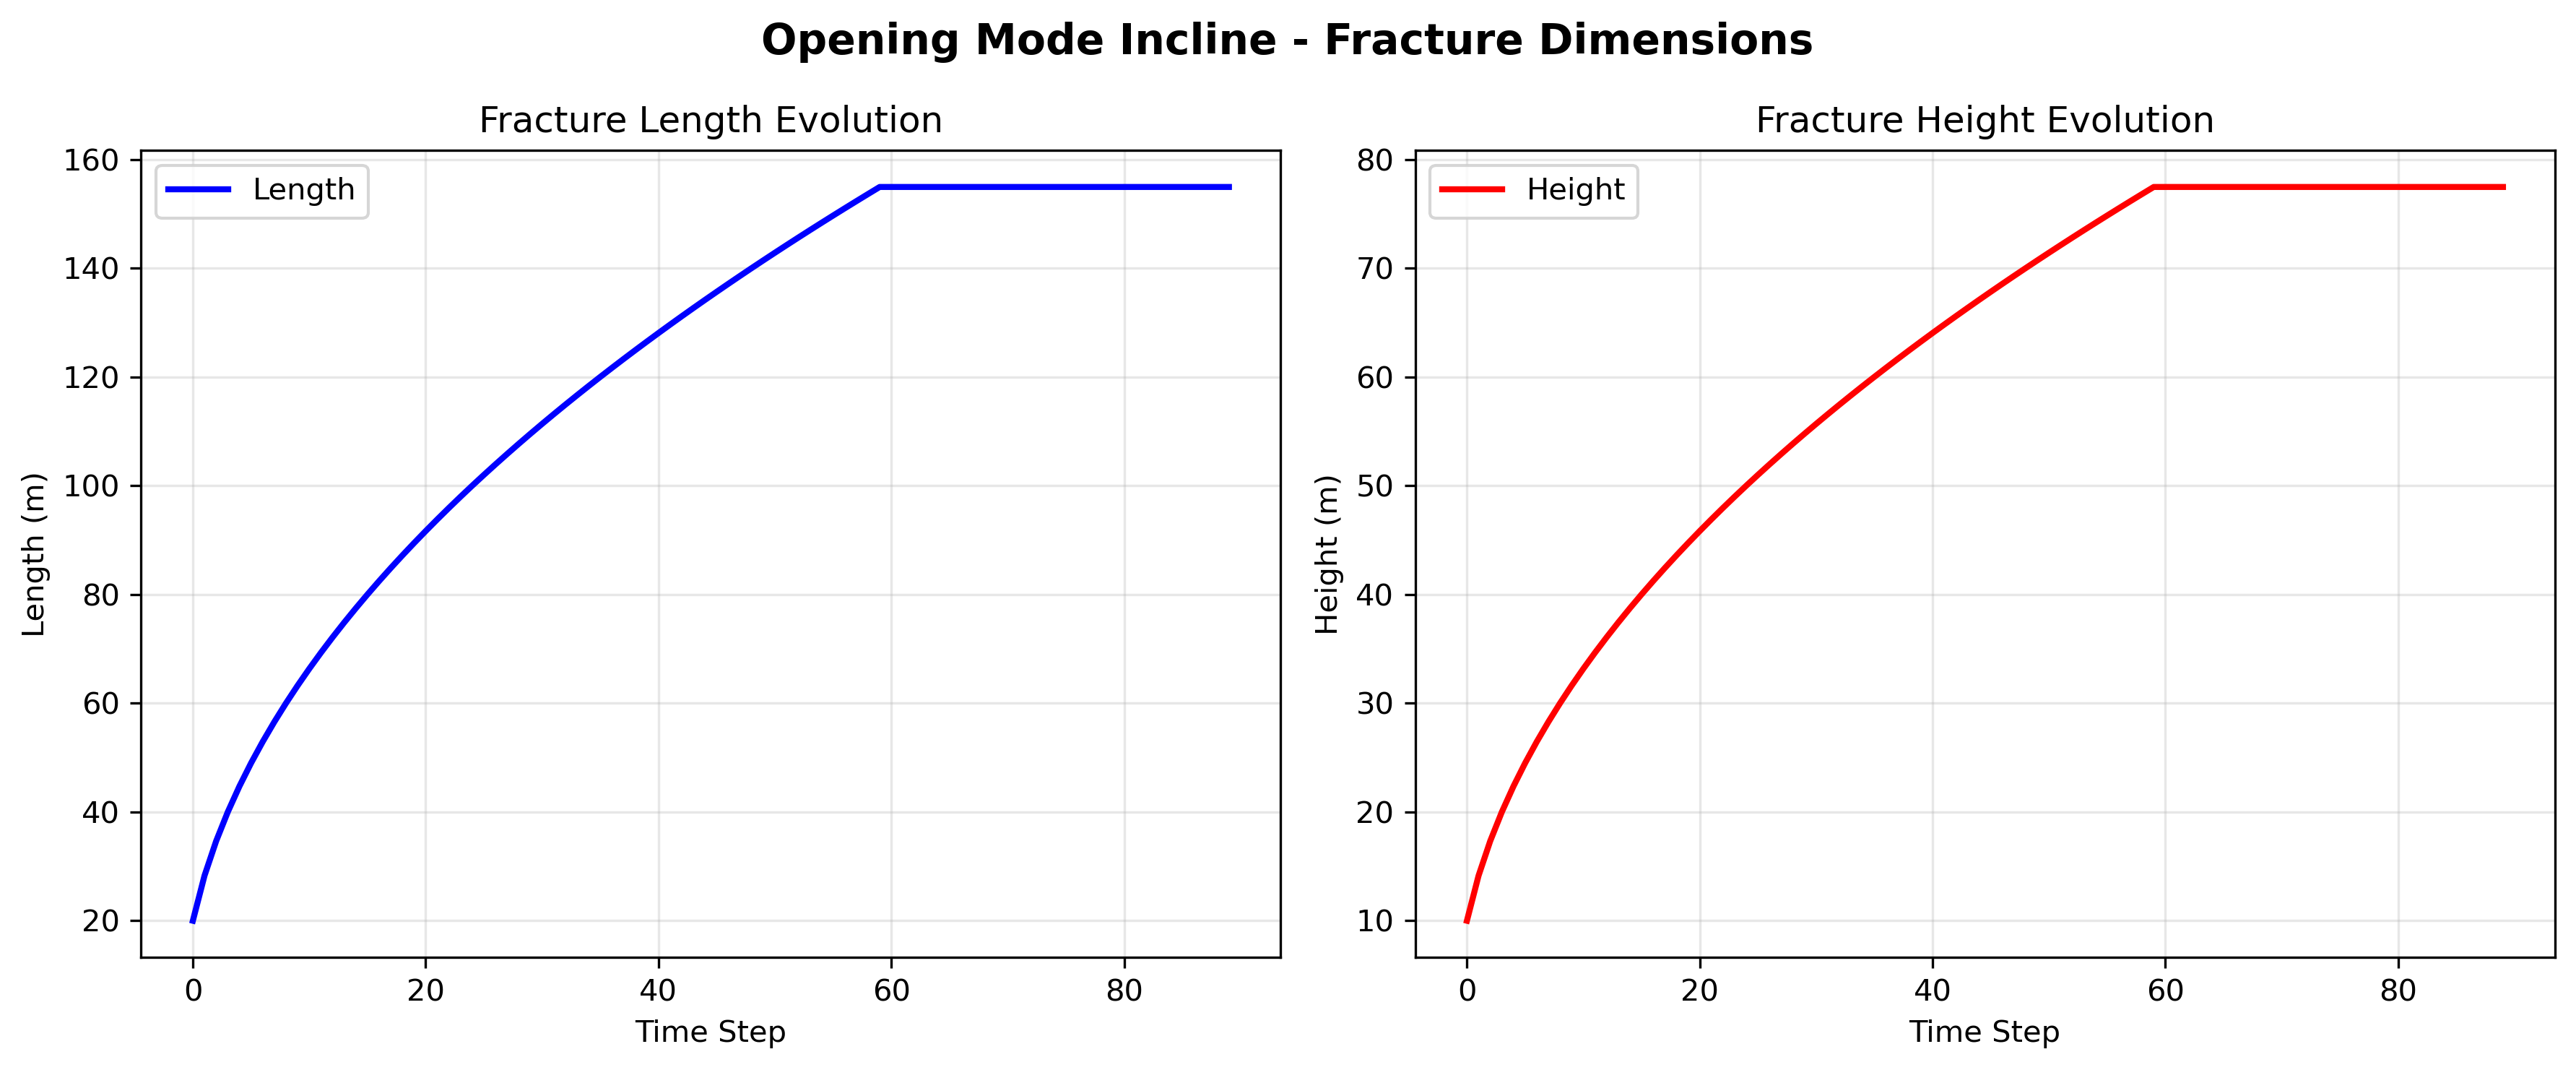 Opening Mode Incline - Fracture Dimensions
Fracture Length Evolution
160
140
120
100
80
60
40
20
Length (m)
Length
0 20 40 60 80
Time Step
Fracture Height Evolution
80
70
60
50
40
30
20
10
Height (m)
Height
0 20 40 60 80
Time Step